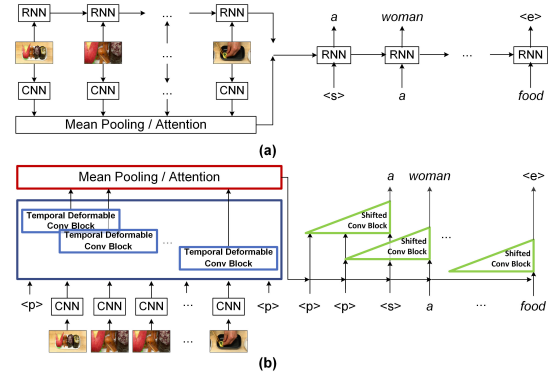 RNN RNN ... RNN
a woman <e>
RNN RNN ... RNN
CNN CNN ... CNN
<s> a food
Mean Pooling / Attention
(a)
Mean Pooling / Attention
a woman <e>
Temporal Deformable
Conv Block
Temporal Deformable
Conv Block
...
Temporal Deformable
Conv Block
Shifted
Conv Block
Shifted
Conv Block
...
Shifted
Conv Block
<p> CNN CNN CNN ... CNN <p>
<p> <p> <s> a ... food
...
(b)